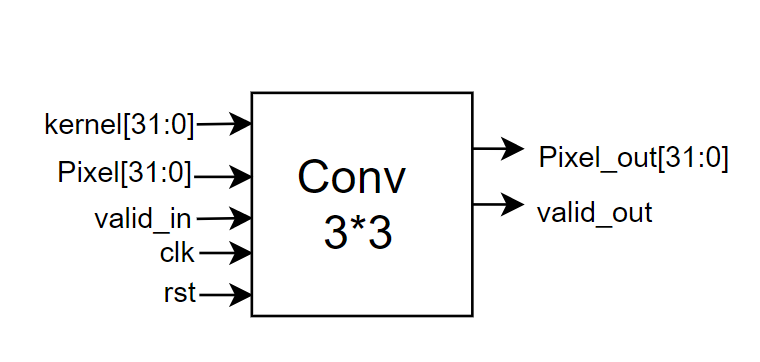 kernel[31:0]
Pixel[31:0]
valid_in
clk
rst
Conv
3*3
Pixel_out[31:0]
valid_out